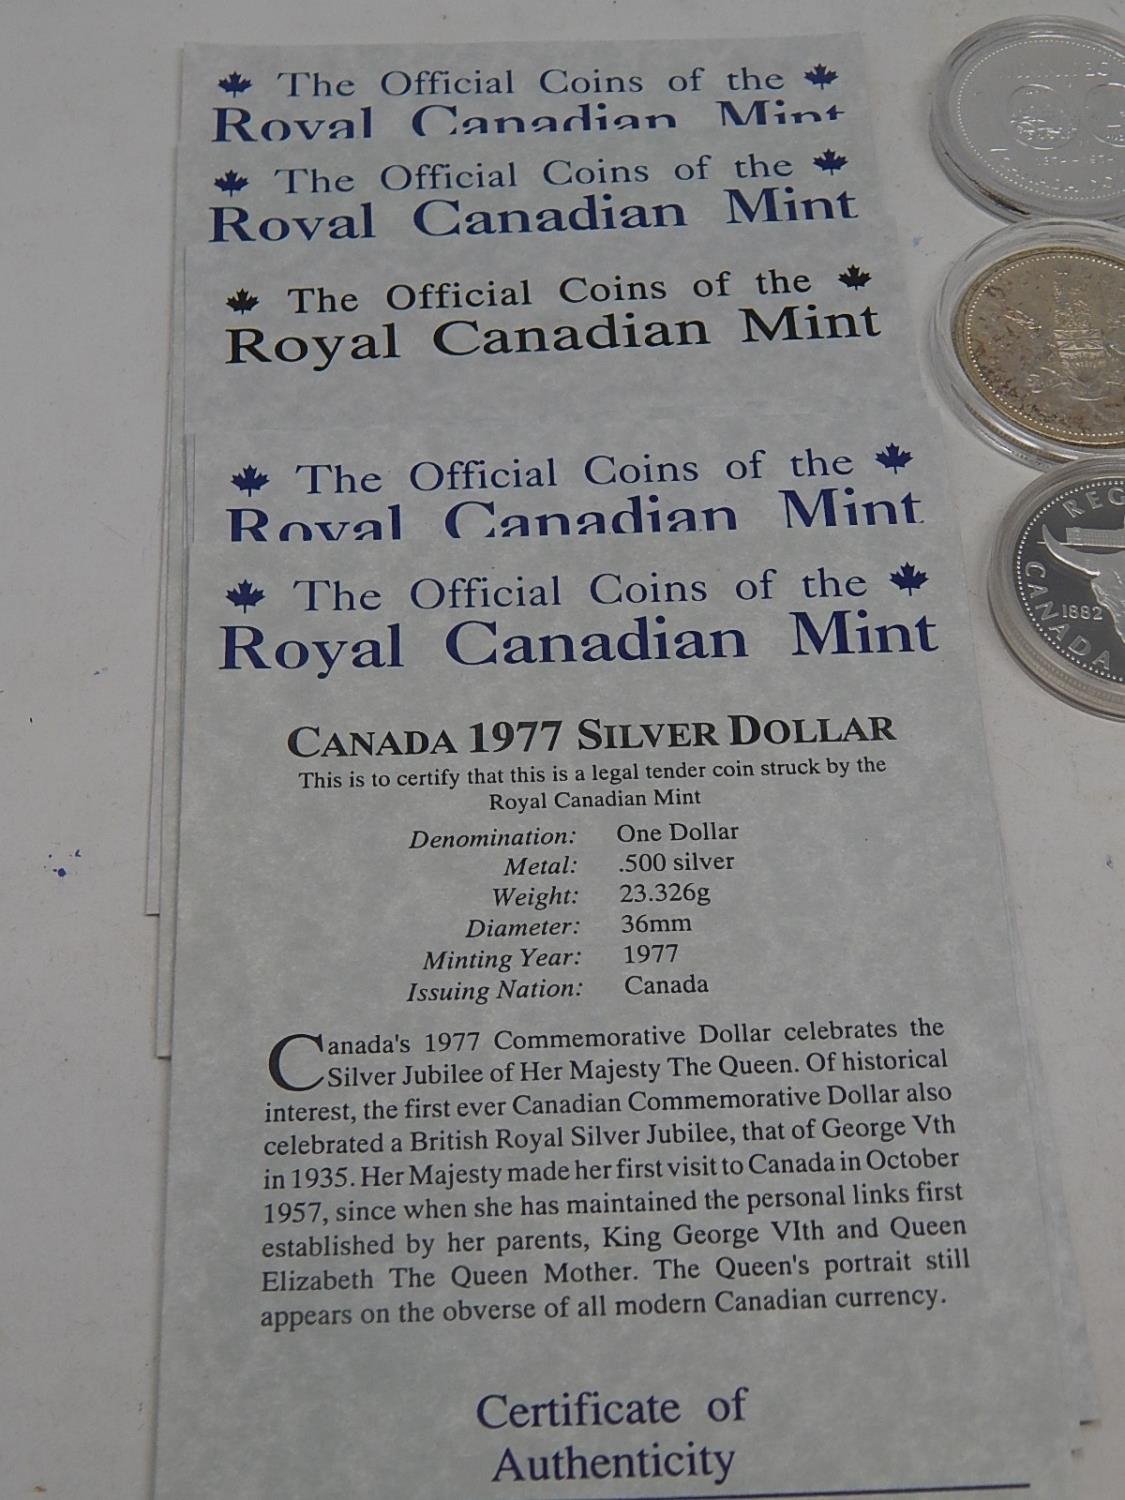 The Official Coins of the
Royal Canadian Mint
The Official Coins of the
Royal Canadian Mint
The Official Coins of the
Royal Canadian Mint
The Official Coins of the
Royal Canadian Mint
The Official Coins of the
Royal Canadian Mint
CANADA 1977 SILVER DOLLAR
This is to certify that this is a legal tender coin struck by the
Royal Canadian Mint
Denomination: One Dollar
Metal: .500 silver
Weight: 23.326g
Diameter: 36mm
Minting Year: 1977
Issuing Nation: Canada
Canada's 1977 Commemorative Dollar celebrates the
Silver Jubilee of Her Majesty The Queen. Of historical
interest, the first ever Canadian Commemorative Dollar also
celebrated a British Royal Silver Jubilee, that of George Vth
in 1935. Her Majesty made her first visit to Canada in October
1957, since when she has maintained the personal links first
established by her parents, King George VIth and Queen
Elizabeth The Queen Mother. The Queen's portrait still
appears on the obverse of all modern Canadian currency.
Certificate of
Authenticity
REG
1882
CANADA